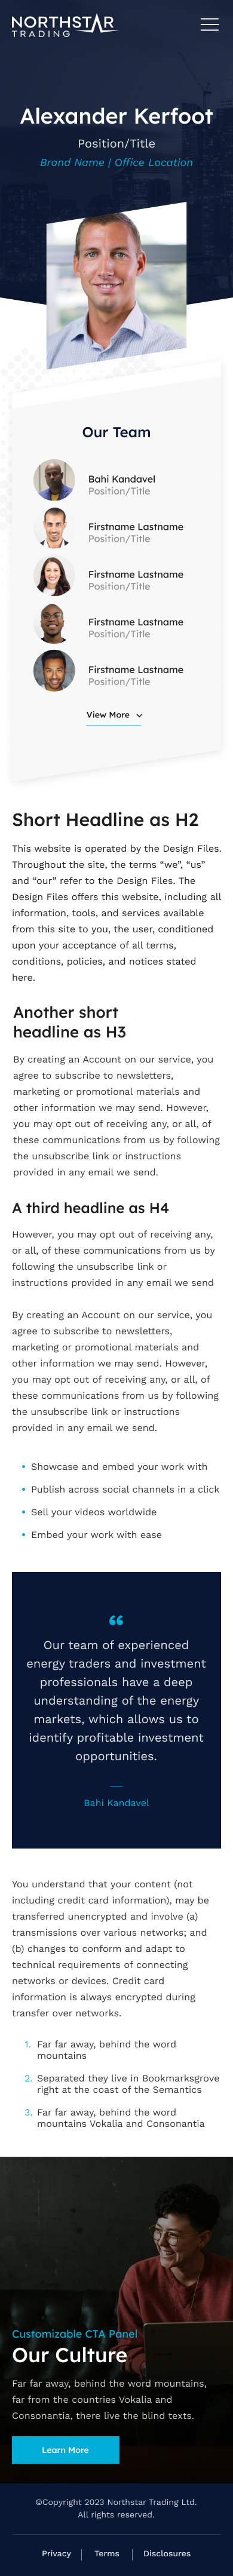 NORTHSTAR
TRADING
Alexander Kerfoot
Position/Title
Brand Name | Office Location
Our Team
Bahi Kandavel
Position/Title
Firstname Lastname
Position/Title
Firstname Lastname
Position/Title
Firstname Lastname
Position/Title
Firstname Lastname
Position/Title
View More
Short Headline as H2
This website is operated by the Design Files.
Throughout the site, the terms “we”, “us”
and “our” refer to the Design Files. The
Design Files offers this website, including all
information, tools, and services available
from this site to you, the user, conditioned
upon your acceptance of all terms,
conditions, policies, and notices stated
here.
Another short
headline as H3
By creating an Account on our service, you
agree to subscribe to newsletters,
marketing or promotional materials and
other information we may send. However,
you may opt out of receiving any, or all, of
these communications from us by following
the unsubscribe link or instructions
provided in any email we send.
A third headline as H4
However, you may opt out of receiving any,
or all, of these communications from us by
following the unsubscribe link or
instructions provided in any email we send
By creating an Account on our service, you
agree to subscribe to newsletters,
marketing or promotional materials and
other information we may send. However,
you may opt out of receiving any, or all, of
these communications from us by following
the unsubscribe link or instructions
provided in any email we send.
• Showcase and embed your work with
• Publish across social channels in a click
• Sell your videos worldwide
• Embed your work with ease
“
Our team of experienced
energy traders and investment
professionals have a deep
understanding of the energy
markets, which allows us to
identify profitable investment
opportunities.
Bahi Kandavel
You understand that your content (not
including credit card information), may be
transferred unencrypted and involve (a)
transmissions over various networks; and
(b) changes to conform and adapt to
technical requirements of connecting
networks or devices. Credit card
information is always encrypted during
transfer over networks.
1. Far far away, behind the word
mountains
2. Separated they live in Bookmarksgrove
right at the coast of the Semantics
3. Far far away, behind the word
mountains Vokalia and Consonantia
Customizable CTA Panel
Our Culture
Far far away, behind the word mountains,
far from the countries Vokalia and
Consonantia, there live the blind texts.
Learn More
©Copyright 2023 Northstar Trading Ltd.
All rights reserved.
Privacy | Terms | Disclosures